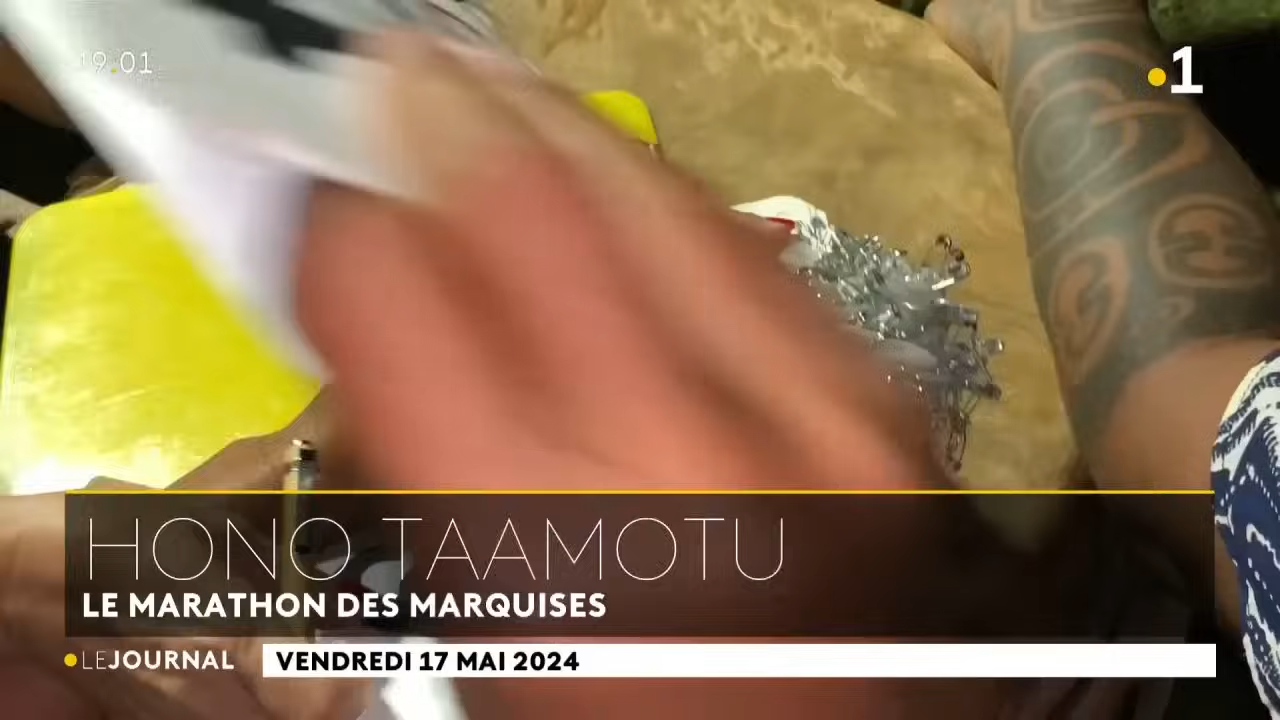 19:01
1
HONO TAAMOTU
LE MARATHON DES MARQUISES
LEJOURNAL
VENDREDI 17 MAI 2024